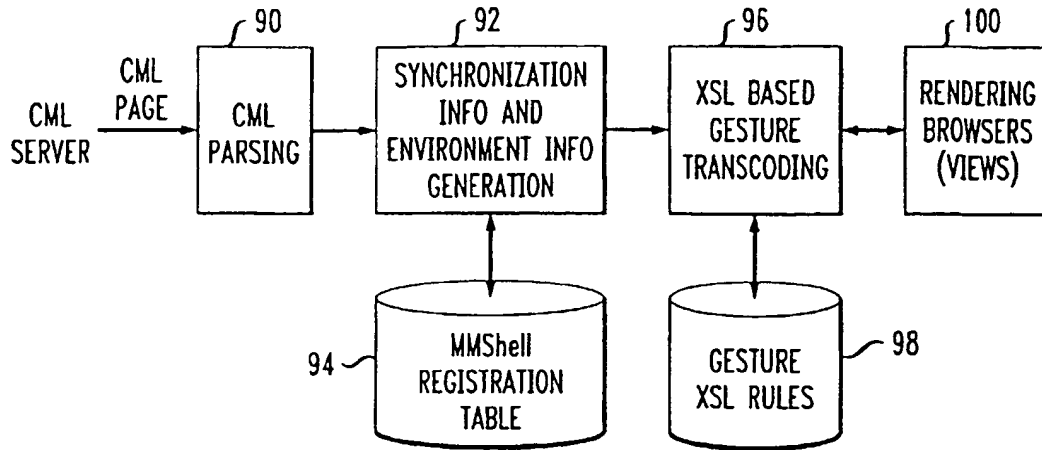 90
92
96
100
CML
PAGE
CML
SERVER
CML
PARSING
SYNCHRONIZATION
INFO AND
ENVIRONMENT INFO
GENERATION
XSL BASED
GESTURE
TRANSCODING
RENDERING
BROWSERS
(VIEWS)
94
MMShell
REGISTRATION
TABLE
GESTURE
XSL RULES
98